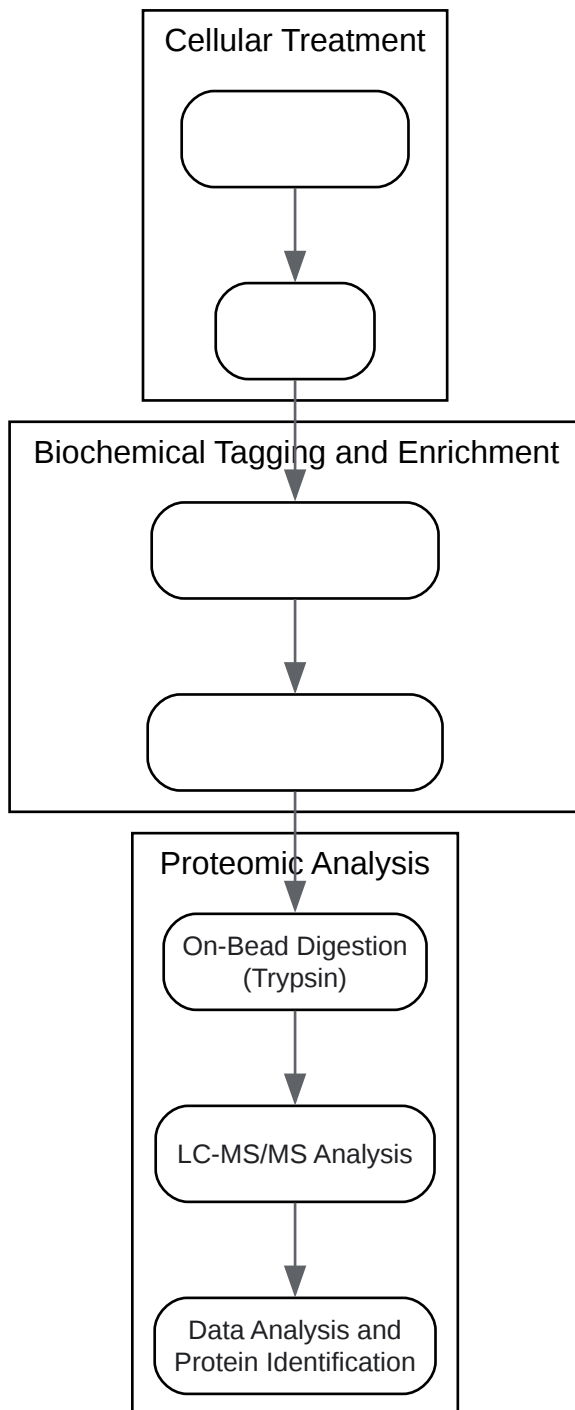 Cellular Treatment
Biochemical Tagging and Enrichment
Proteomic Analysis
On-Bead Digestion
(Trypsin)
LC-MS/MS Analysis
Data Analysis and
Protein Identification